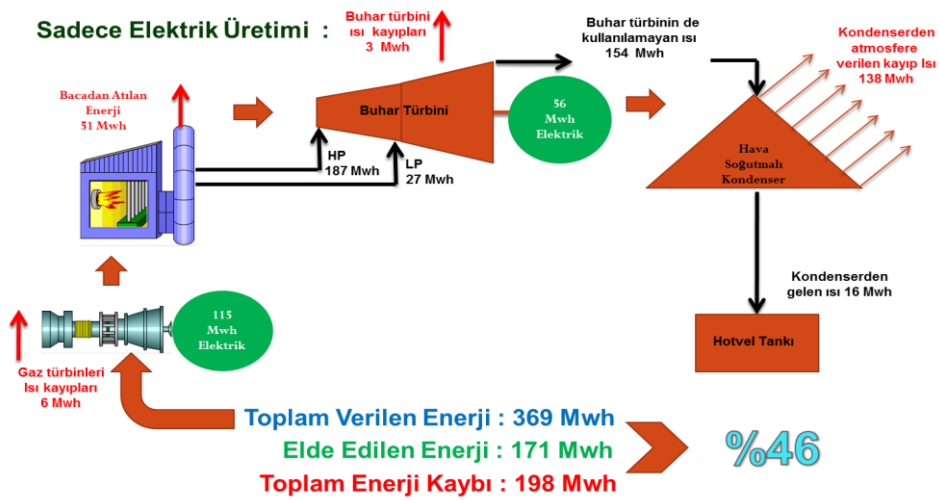 Sadece Elektrik Üretimi :
Buhar türbini
ısı kayıpları
3 Mwh
Buhar türbinin de
kullanılamayan ısı
154 Mwh
Kondenserden
atmosfere
verilen kayıp Isı
138 Mwh
Bacadan Atılan
Enerji
51 Mwh
Buhar Türbini
56
Mwh
Elektrik
HP
187 Mwh
LP
27 Mwh
Hava
Soğutmalı
Kondenser
Kondenserden
gelen ısı 16 Mwh
115
Mwh
Elektrik
Hotvel Tankı
Gaz türbinleri
Isı kayıpları
6 Mwh
Toplam Verilen Enerji : 369 Mwh
Elde Edilen Enerji : 171 Mwh
Toplam Enerji Kaybı : 198 Mwh
%46